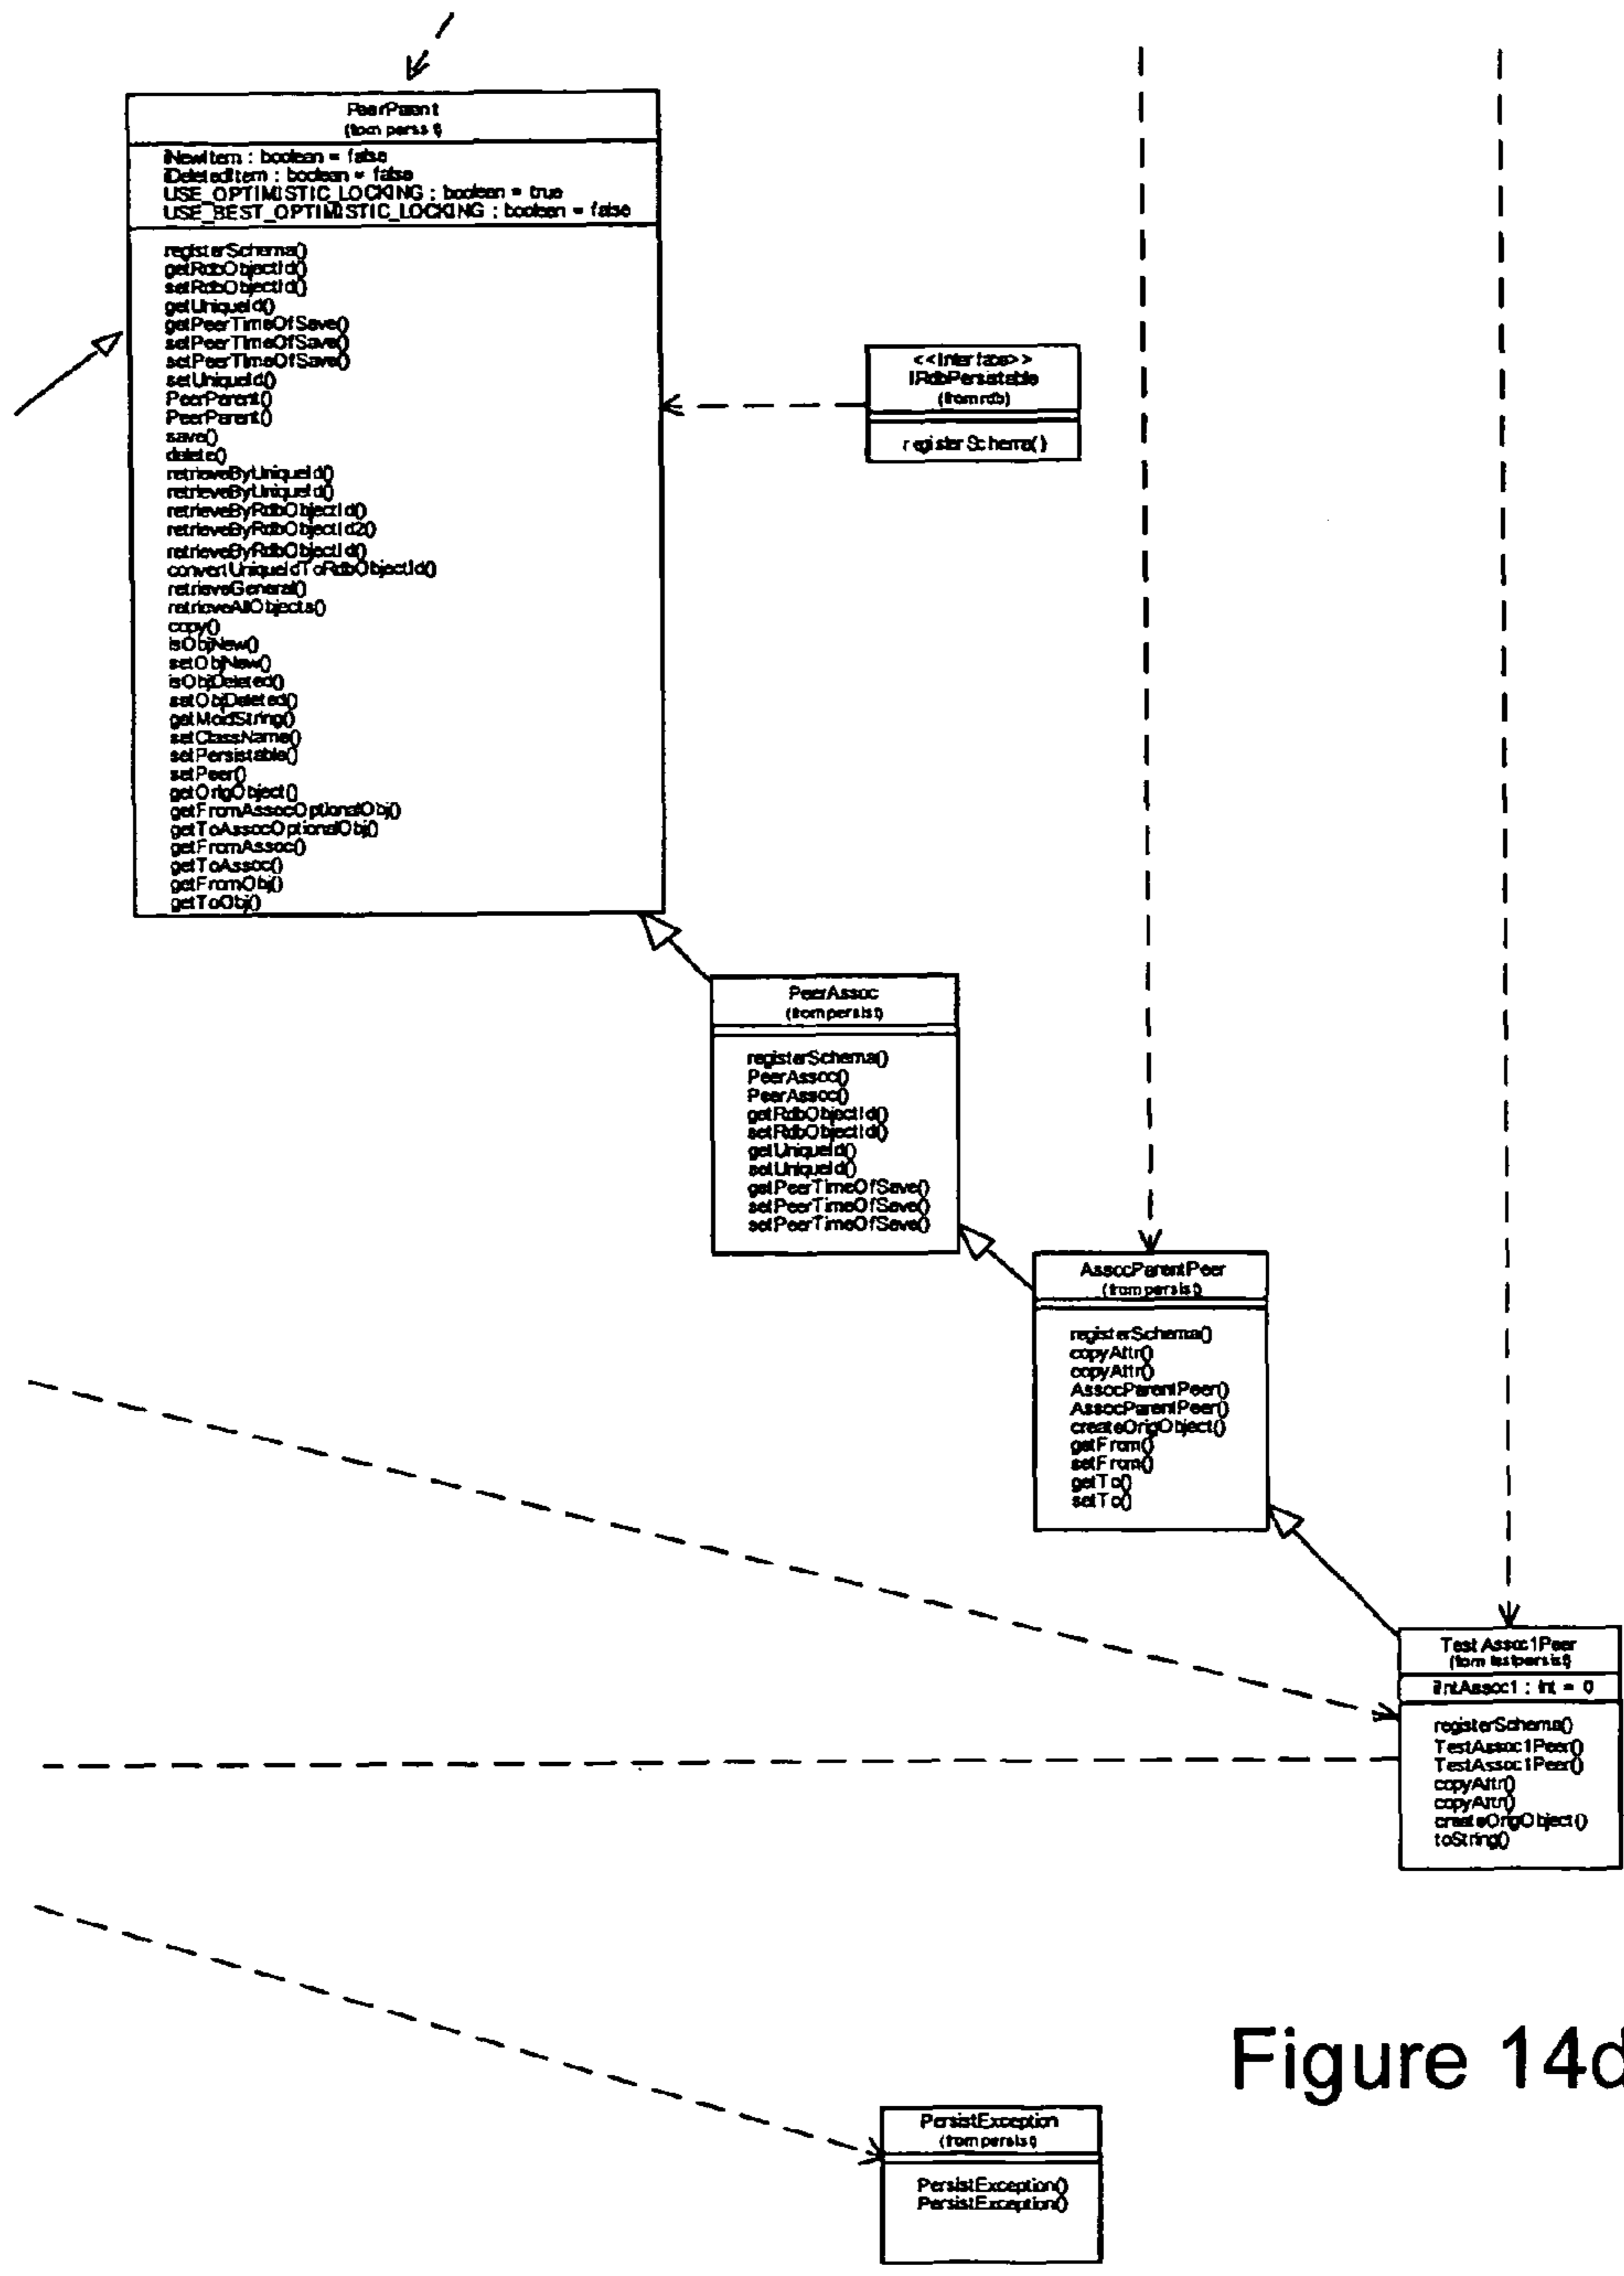 PeerParent
(from persist)
iNewItem : boolean = false
iDeletedItem : boolean = false
USE_OPTIMISTIC_LOCKING : boolean = true
USE_BEST_OPTIMISTIC_LOCKING : boolean = false
registerSchema()
getRdbObjectId()
setRdbObjectId()
getUniqueId()
getPeerTimeOfSave()
setPeerTimeOfSave()
setPeerTimeOfSave()
setUniqueId()
PeerParent()
PeerParent()
save()
delete()
retrieveByUniqueId()
retrieveByUniqueId()
retrieveByRdbObjectId()
retrieveByRdbObjectId2()
retrieveByRdbObjectId()
convertUniqueIdToRdbObjectId()
retrieveGeneral()
retrieveAllObjects()
copy()
isObjNew()
setObjNew()
isObjDeleted()
setObjDeleted()
getMoidString()
setClassName()
setPersistable()
setPeer()
getOrigObject()
getFromAssocOptionalObj()
getToAssocOptionalObj()
getFromAssoc()
getToAssoc()
getFromObj()
getToObj()
<<Interface>>
IRdbPersistable
(from rdb)
registerSchema()
PeerAssoc
(from persist)
registerSchema()
PeerAssoc()
PeerAssoc()
getRdbObjectId()
setRdbObjectId()
getUniqueId()
setUniqueId()
getPeerTimeOfSave()
setPeerTimeOfSave()
setPeerTimeOfSave()
AssocParentPeer
(from persist)
registerSchema()
copyAttr()
copyAttr()
AssocParentPeer()
AssocParentPeer()
createOrigObject()
getFrom()
setFrom()
getTo()
setTo()
TestAssoc1Peer
(from testpersist)
iIntAssoc1 : int = 0
registerSchema()
TestAssoc1Peer()
TestAssoc1Peer()
copyAttr()
copyAttr()
createOrigObject()
toString()
Figure 14d
PersistException
(from persist)
PersistException()
PersistException()